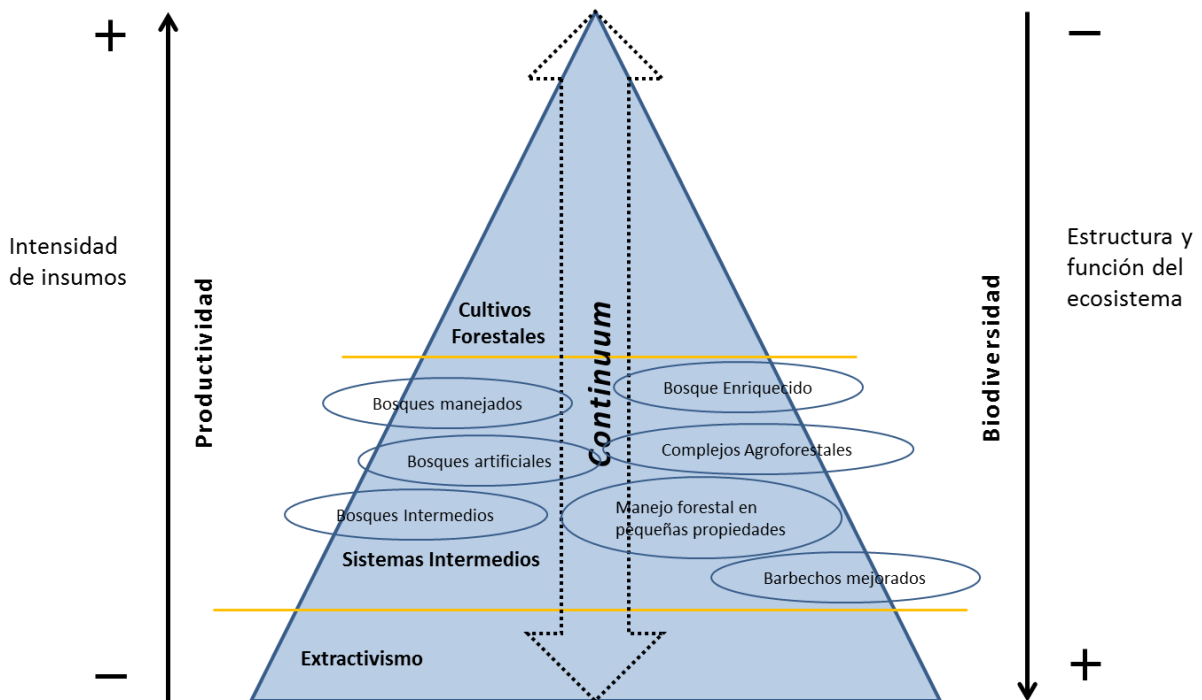 +
−
Intensidad
de insumos
Productividad
Cultivos
Forestales
Continuum
Biodiversidad
Estructura y
función del
ecosistema
Bosques manejados
Bosque Enriquecido
Bosques artificiales
Complejos Agroforestales
Bosques Intermedios
Manejo forestal en
pequeñas propiedades
Sistemas Intermedios
Barbechos mejorados
Extractivismo
−
+